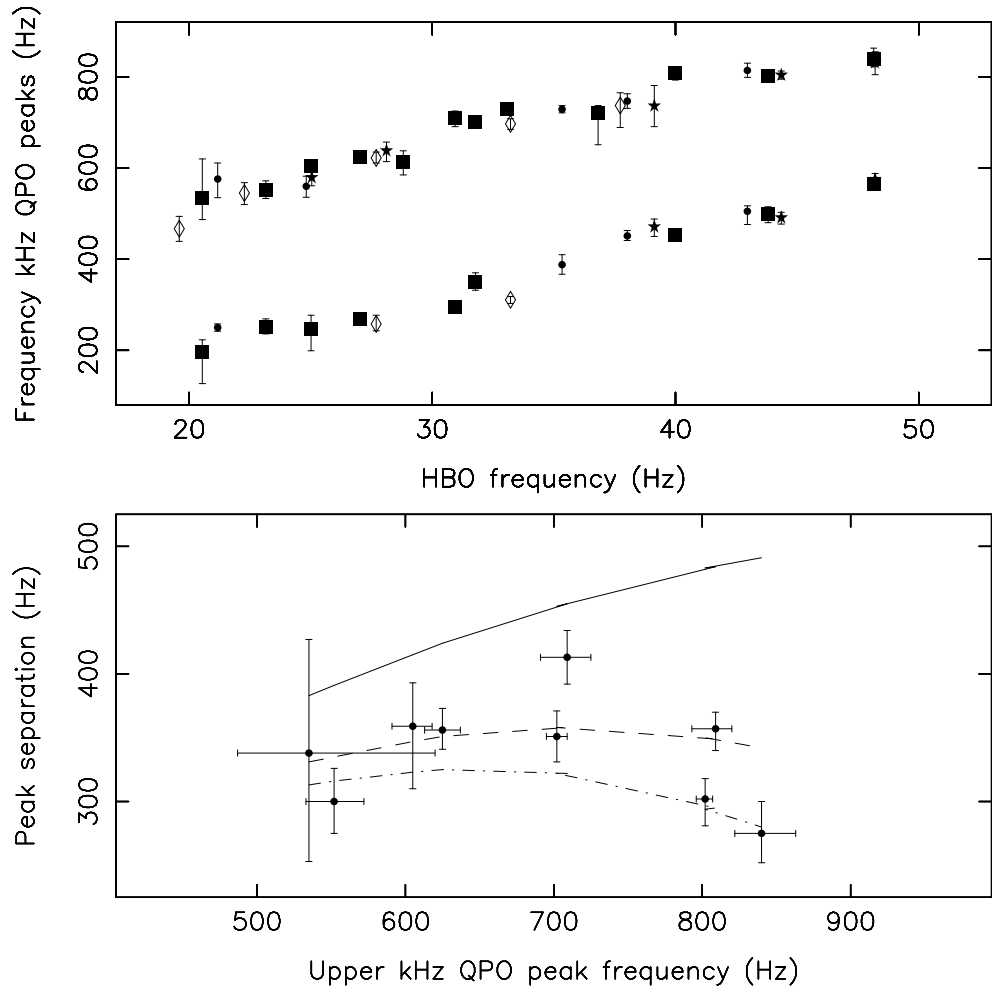 Frequency kHz QPO peaks (Hz)
800
600
400
200
20 30 40 50
HBO frequency (Hz)
Peak separation (Hz)
500
400
300
500 600 700 800 900
Upper kHz QPO peak frequency (Hz)